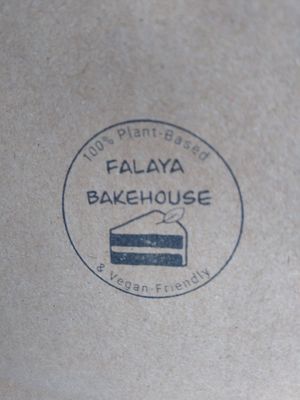 100% Plant-Based
FALAYA
BAKEHOUSE
& Vegan-Friendly